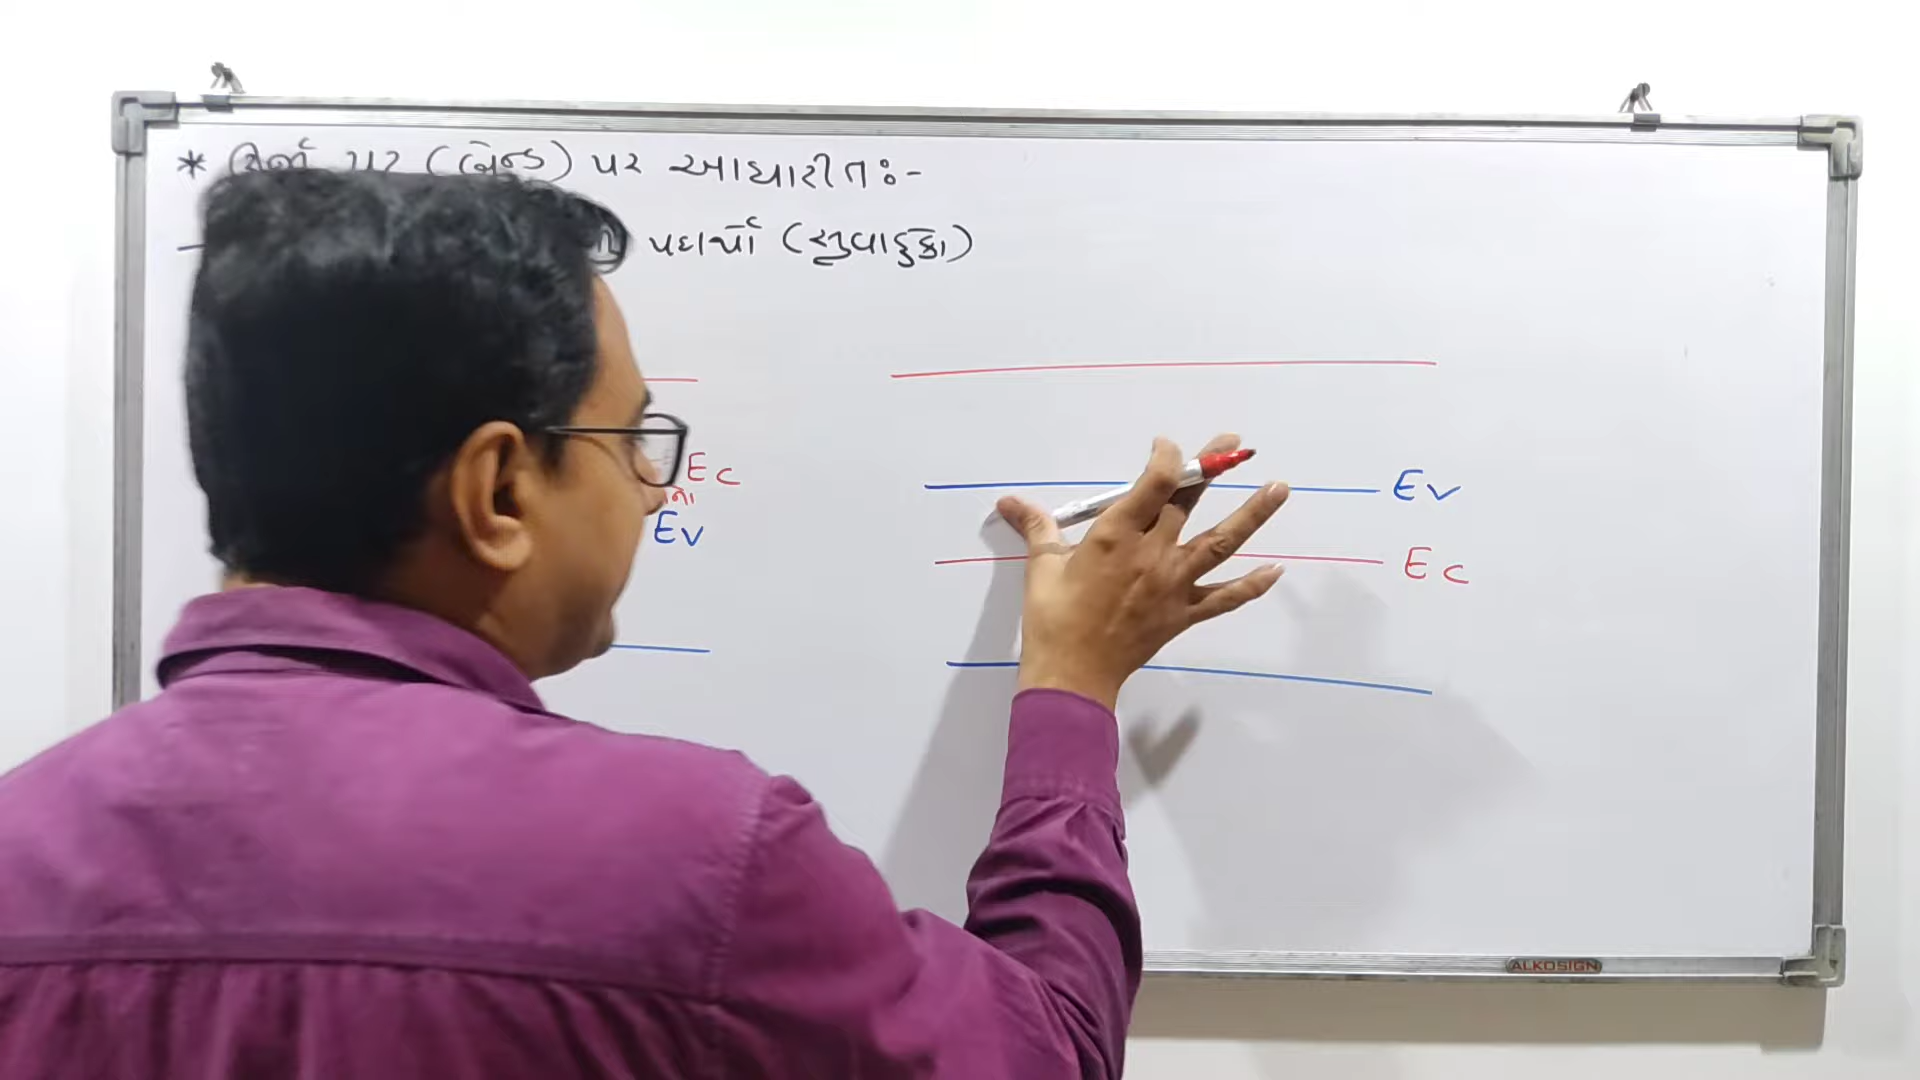 * ઊર્જા પટ (બેન્ડ) પર આધારીત :-
પદાર્થો (સુવાહકો)
Ec
Ev
Ev
Ec
ALKOSIGN